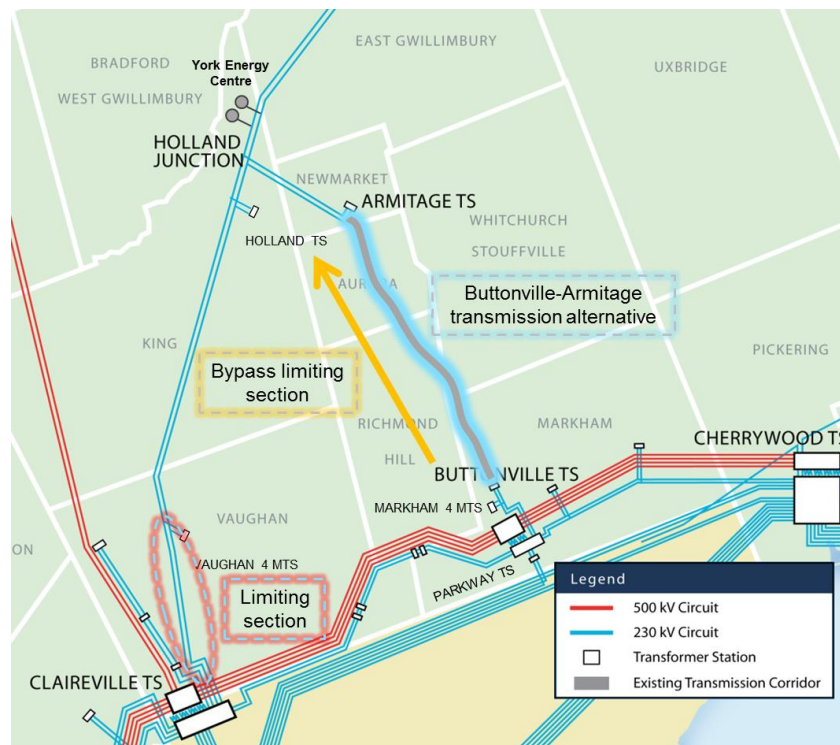 EAST GWILLIMBURY
BRADFORD
York Energy
Centre
UXBRIDGE
WEST GWILLIMBURY
HOLLAND
JUNCTION
NEWMARKET
ARMITAGE TS
WHITCHURCH
STOUFFVILLE
HOLLAND TS
AURORA
Buttonville-Armitage
transmission alternative
KING
PICKERING
Bypass limiting
section
RICHMOND
HILL
MARKHAM
CHERRYWOOD TS
BUTTONVILLE TS
MARKHAM 4 MTS
VAUGHAN
ON
VAUGHAN 4 MTS
PARKWAY TS
Limiting
section
CLAIREVILLE TS
Legend
500 kV Circuit
230 kV Circuit
Transformer Station
Existing Transmission Corridor